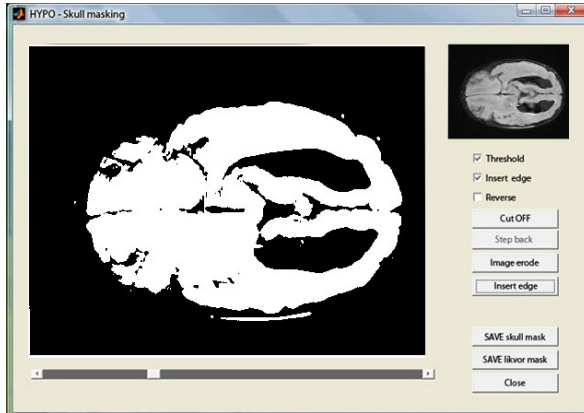 HYPO - Skull masking
Threshold
Insert edge
Reverse
Cut OFF
Step back
Image erode
Insert edge
SAVE skull mask
SAVE likvor mask
Close